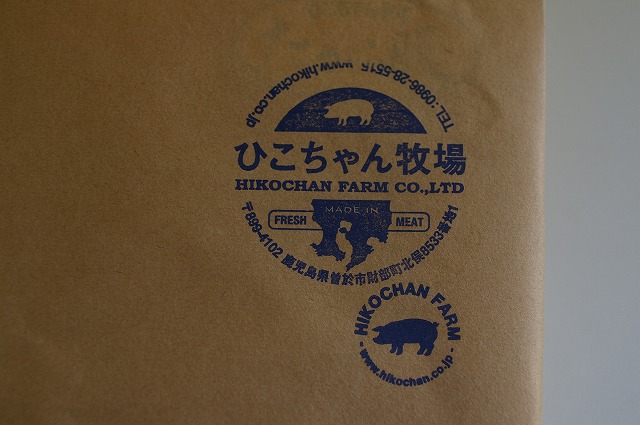 TEL:0986-28-5515 www.hikochan.co.jp
ひこちゃん牧場
HIKOCHAN FARM CO.,LTD
MADE IN
FRESH MEAT
〒899-4102 鹿児島県曽於市財部町北俣8533番地1
HIKOCHAN FARM
- www.hikochan.co.jp -